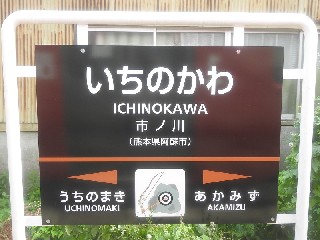 いちのかわ
ICHINOKAWA
市ノ川
(熊本県阿蘇市)
うちのまき あかみず
UCHINOMAKI AKAMIZU